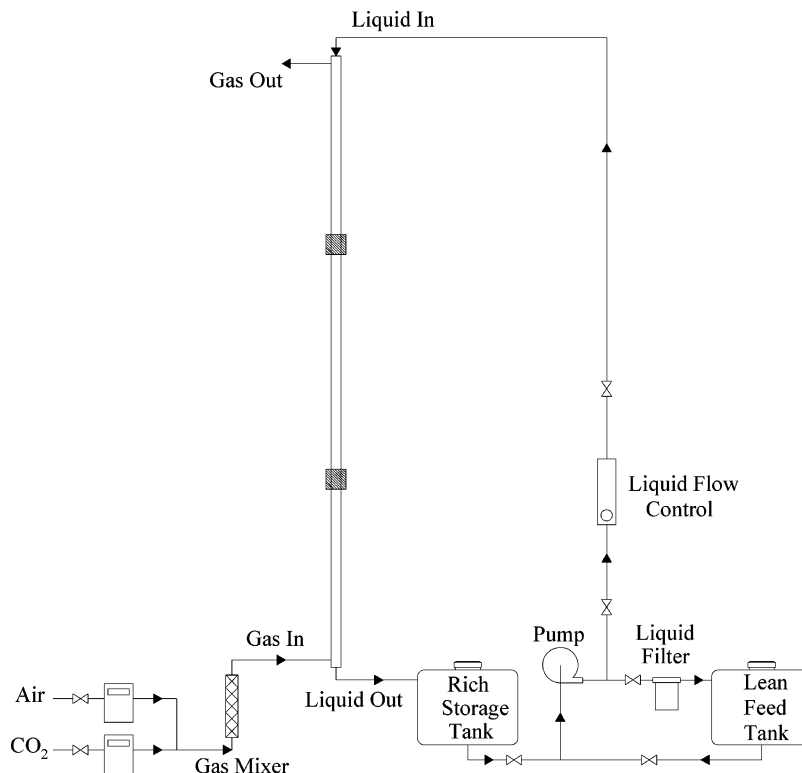 Liquid In
Gas Out
Liquid Flow
Control
Gas In
Pump
Liquid
Filter
Air
Liquid Out
Rich
Storage
Tank
Lean
Feed
Tank
CO₂
Gas Mixer